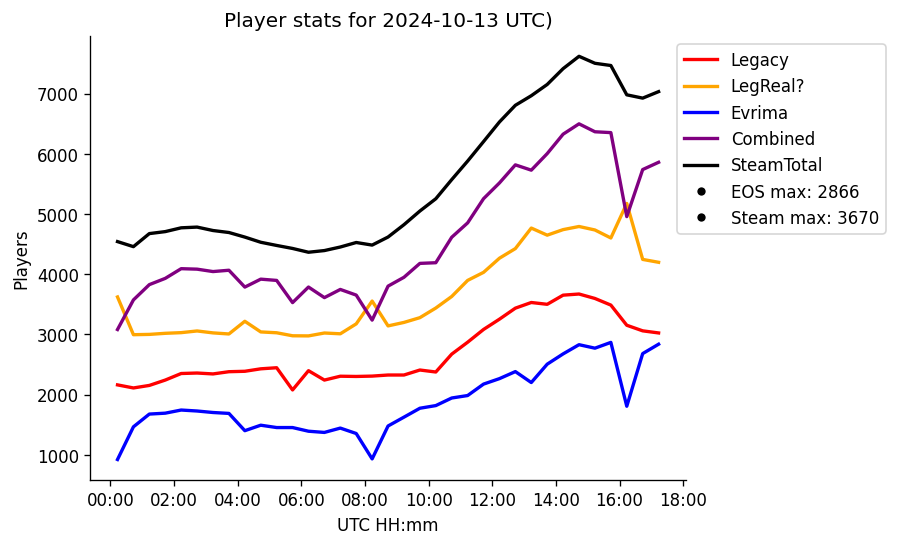 Player stats for 2024-10-13 UTC)
Legacy
LegReal?
Evrima
Combined
SteamTotal
EOS max: 2866
Steam max: 3670
Players
7000
6000
5000
4000
3000
2000
1000
00:00 02:00 04:00 06:00 08:00 10:00 12:00 14:00 16:00 18:00
UTC HH:mm